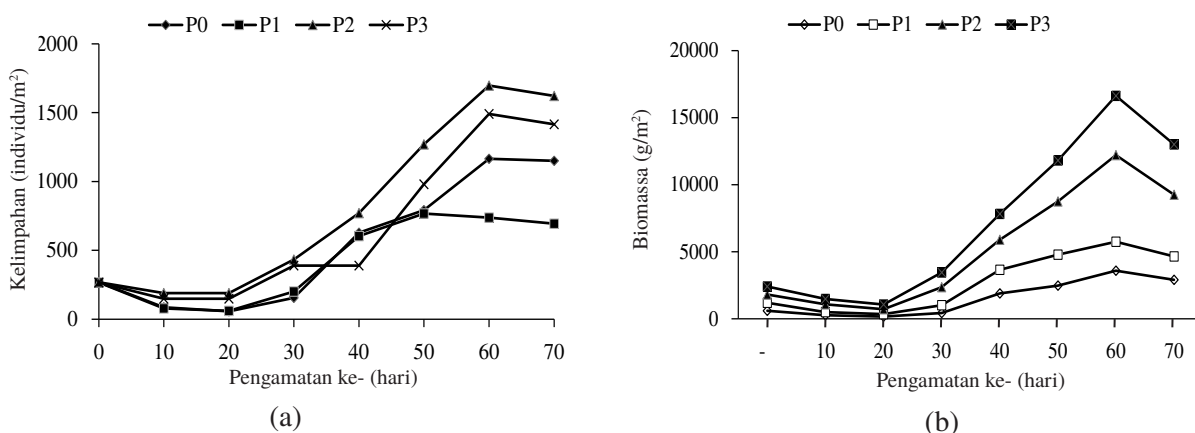 P0 P1 P2 P3
Kelimpahan (individu/m²)
2000
1500
1000
500
0
0 10 20 30 40 50 60 70
Pengamatan ke- (hari)
(a)
P0 P1 P2 P3
Biomassa (g/m²)
20000
15000
10000
5000
0
- 10 20 30 40 50 60 70
Pengamatan ke- (hari)
(b)